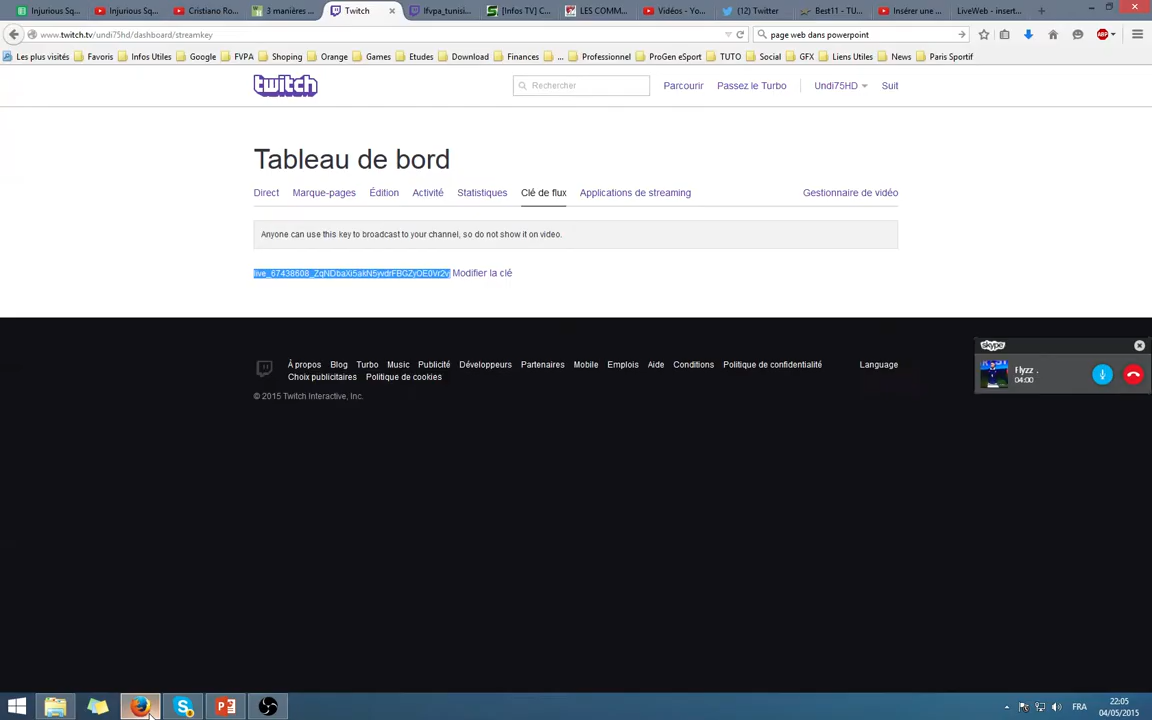 Injurious Sq...
Injurious Sq...
Cristiano Ro...
3 manières ...
Twitch
lfvpa_tunisi...
[Infos TV] C...
LES COMM...
Vidéos - Yo...
(12) Twitter
Best11 - TU...
Insérer une ...
LiveWeb - insert...
www.twitch.tv/undi75hd/dashboard/streamkey
page web dans powerpoint
ABP
Les plus visités Favoris Infos Utiles Google FVPA Shoping Orange Games Etudes Download Finances ... Professionnel ProGen eSport TUTO Social GFX Liens Utiles News Paris Sportif
twitch
Rechercher
Parcourir Passez le Turbo Undi75HD Suit
Tableau de bord
Direct Marque-pages Édition Activité Statistiques Clé de flux Applications de streaming Gestionnaire de vidéo
Anyone can use this key to broadcast to your channel, so do not show it on video.
Modifier la clé
skype
Flyzz .
04:00
À propos Blog Turbo Music Publicité Développeurs Partenaires Mobile Emplois Aide Conditions Politique de confidentialité Language
Choix publicitaires Politique de cookies
© 2015 Twitch Interactive, Inc.
FRA
22:05
04/05/2015